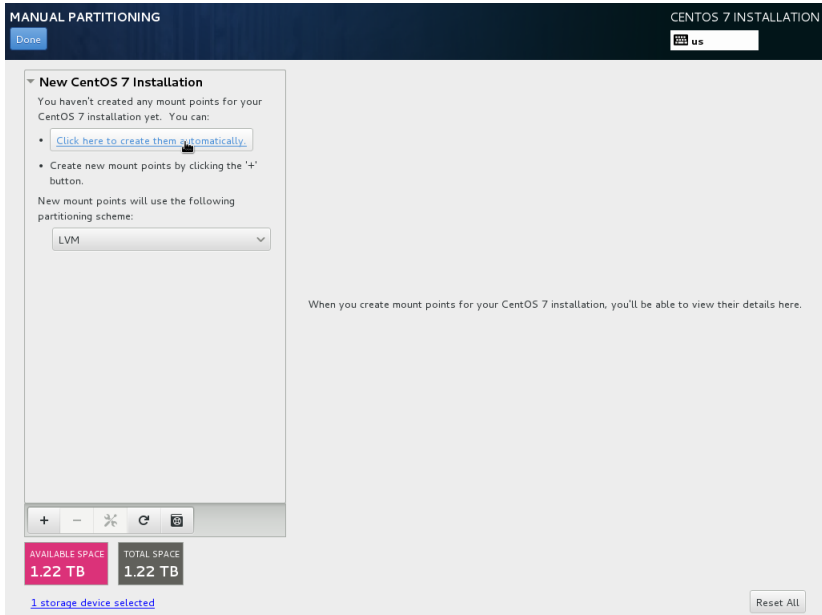 MANUAL PARTITIONING
CENTOS 7 INSTALLATION
Done
us
New CentOS 7 Installation
You haven't created any mount points for your
CentOS 7 installation yet. You can:
• Click here to create them automatically.
• Create new mount points by clicking the '+'
button.
New mount points will use the following
partitioning scheme:
LVM
When you create mount points for your CentOS 7 installation, you'll be able to view their details here.
+ −
AVAILABLE SPACE
1.22 TB
TOTAL SPACE
1.22 TB
1 storage device selected
Reset All